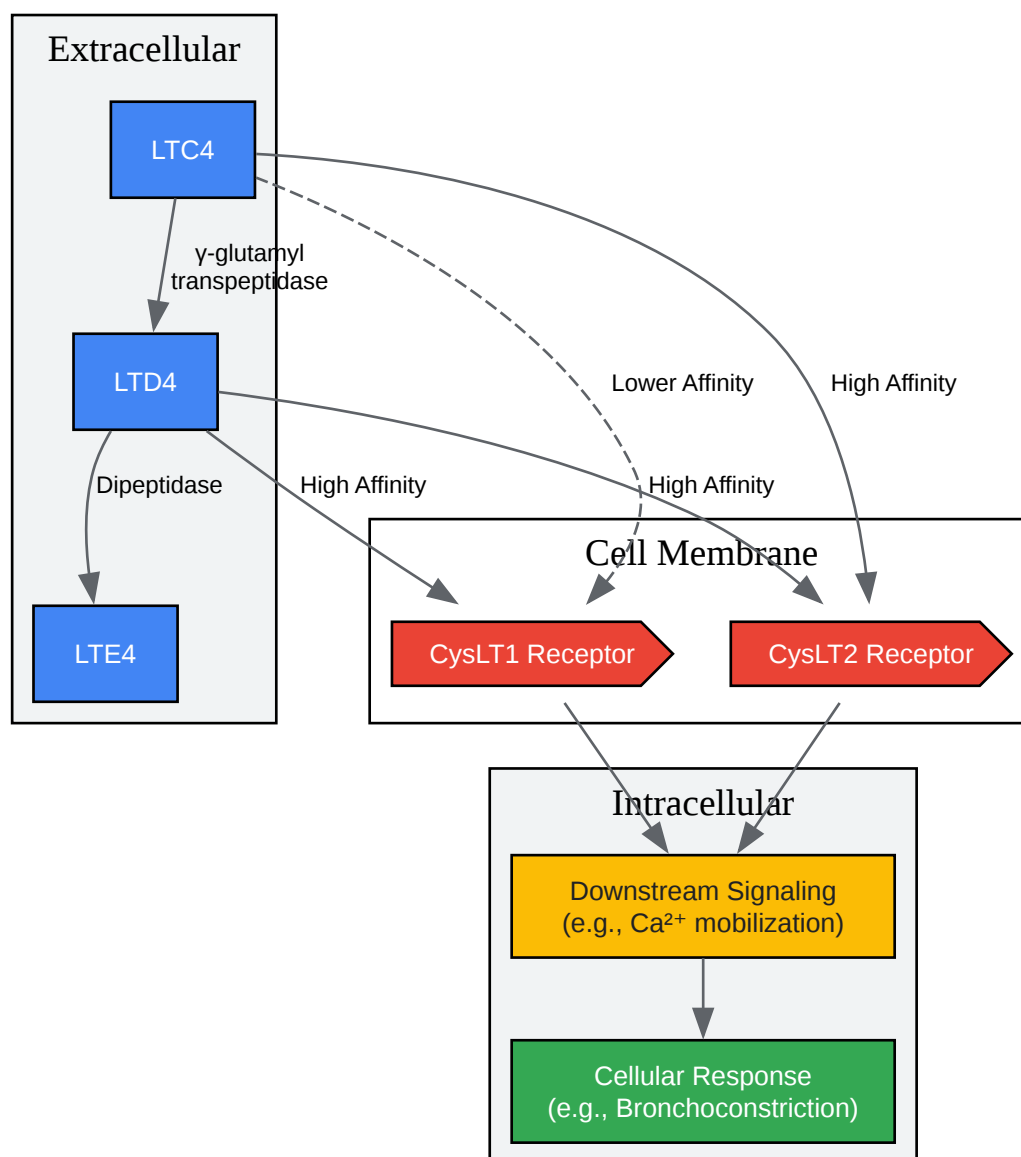 Extracellular
LTC4
γ-glutamyl
transpeptidase
LTD4
Lower Affinity
High Affinity
Dipeptidase
High Affinity
High Affinity
Cell Membrane
LTE4
CysLT1 Receptor
CysLT2 Receptor
Intracellular
Downstream Signaling
(e.g., Ca²⁺ mobilization)
Cellular Response
(e.g., Bronchoconstriction)